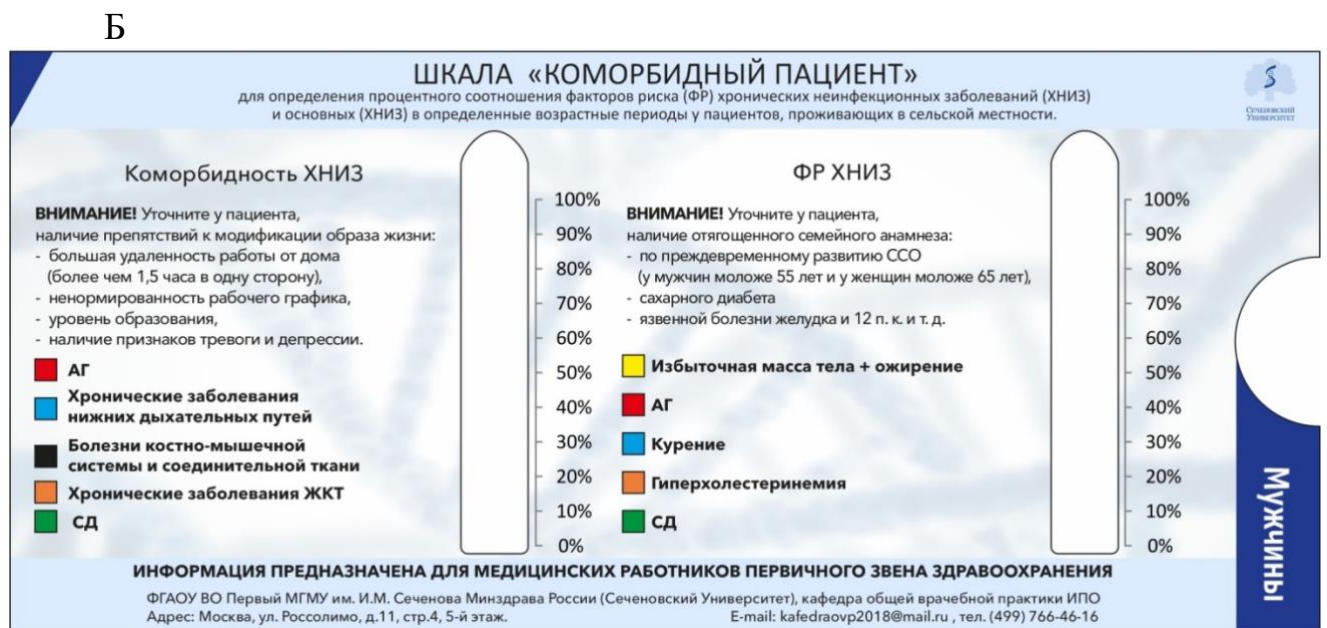 Б
ШКАЛА «КОМОРБИДНЫЙ ПАЦИЕНТ»
для определения процентного соотношения факторов риска (ФР) хронических неинфекционных заболеваний (ХНИЗ)
и основных (ХНИЗ) в определенные возрастные периоды у пациентов, проживающих в сельской местности.
Сеченовский
Университет
Коморбидность ХНИЗ
ВНИМАНИЕ! Уточните у пациента,
наличие препятствий к модификации образа жизни:
- большая удаленность работы от дома
(более чем 1,5 часа в одну сторону),
- ненормированность рабочего графика,
- уровень образования,
- наличие признаков тревоги и депрессии.
АГ
Хронические заболевания
нижних дыхательных путей
Болезни костно-мышечной
системы и соединительной ткани
Хронические заболевания ЖКТ
СД
100%
90%
80%
70%
60%
50%
40%
30%
20%
10%
0%
ФР ХНИЗ
ВНИМАНИЕ! Уточните у пациента,
наличие отягощенного семейного анамнеза:
- по преждевременному развитию ССО
(у мужчин моложе 55 лет и у женщин моложе 65 лет),
- сахарного диабета
- язвенной болезни желудка и 12 п. к. и т. д.
Избыточная масса тела + ожирение
АГ
Курение
Гиперхолестеринемия
СД
100%
90%
80%
70%
60%
50%
40%
30%
20%
10%
0%
Мужчины
ИНФОРМАЦИЯ ПРЕДНАЗНАЧЕНА ДЛЯ МЕДИЦИНСКИХ РАБОТНИКОВ ПЕРВИЧНОГО ЗВЕНА ЗДРАВООХРАНЕНИЯ
ФГАОУ ВО Первый МГМУ им. И.М. Сеченова Минздрава России (Сеченовский Университет), кафедра общей врачебной практики ИПО
Адрес: Москва, ул. Россолимо, д.11, стр.4, 5-й этаж. E-mail: kafedraovp2018@mail.ru , тел. (499) 766-46-16